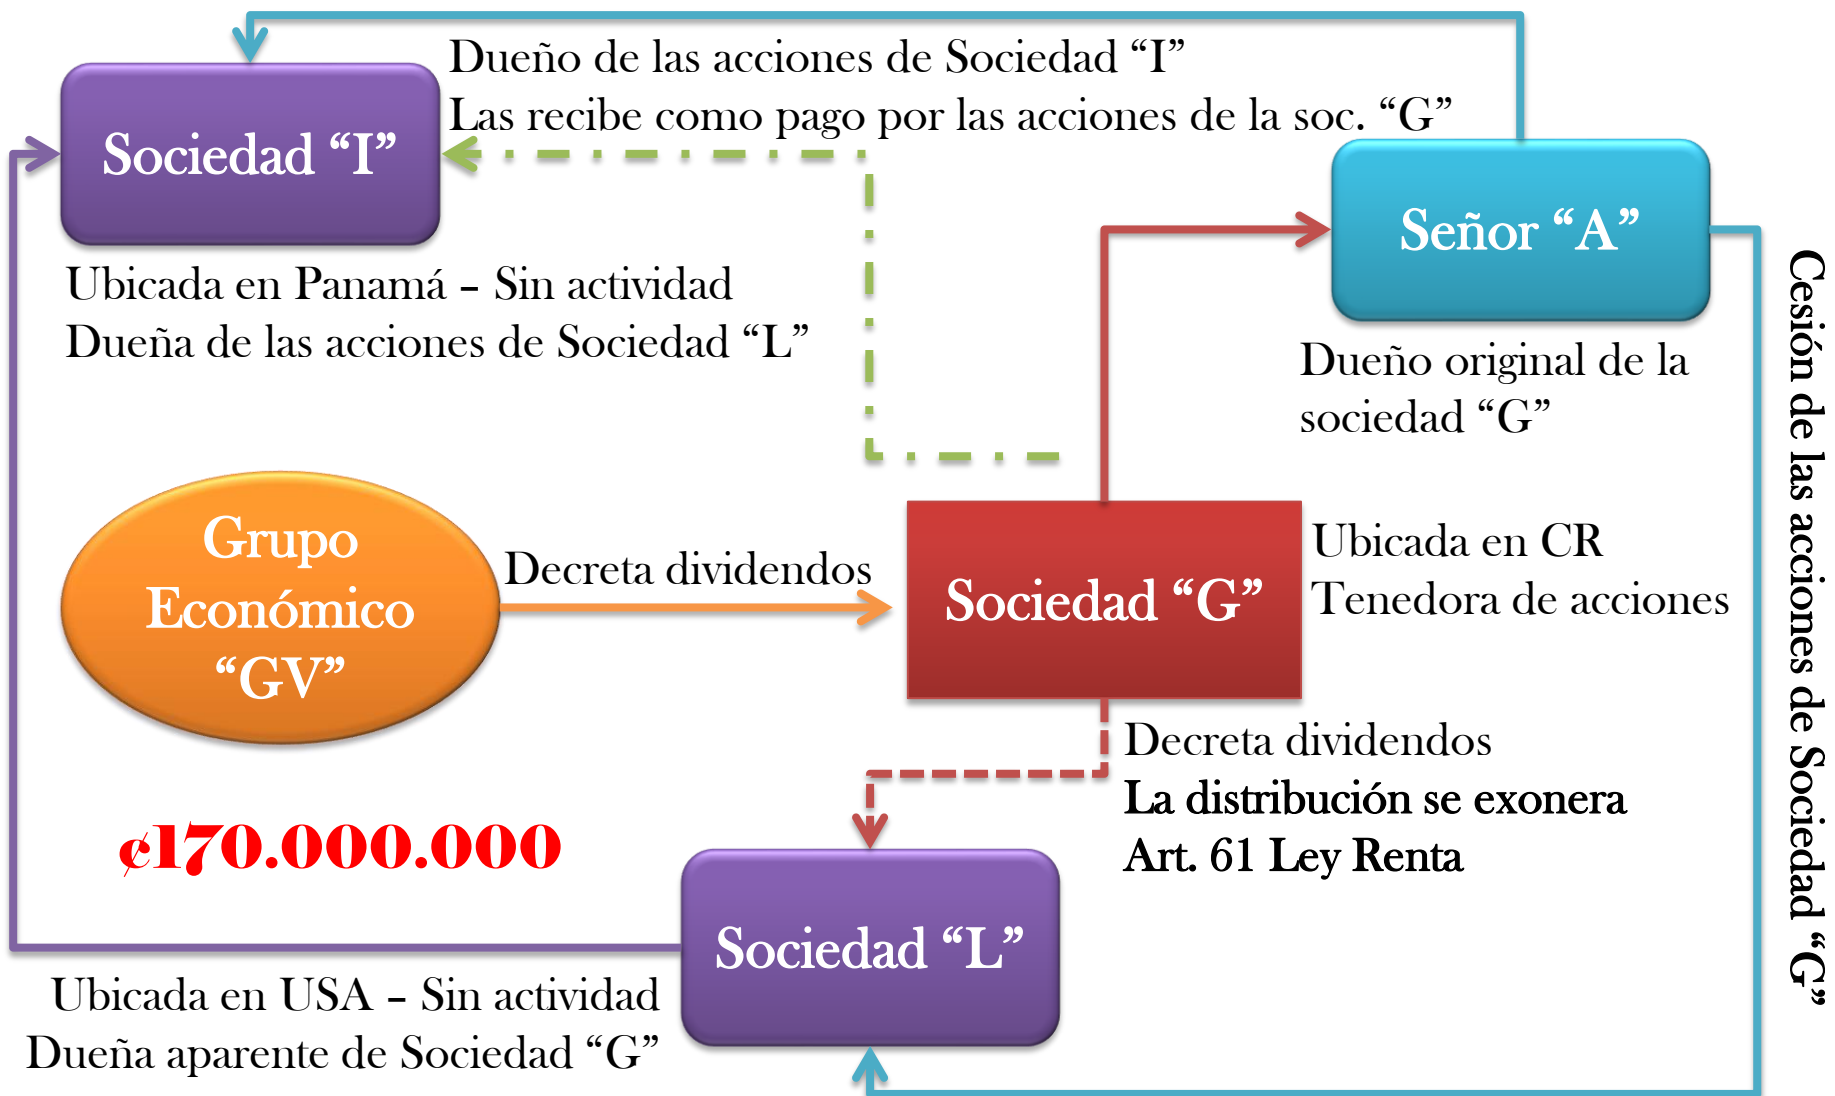 Dueño de las acciones de Sociedad “I”
Las recibe como pago por las acciones de la soc. “G”
Sociedad “I”
Señor “A”
Ubicada en Panamá – Sin actividad
Dueña de las acciones de Sociedad “L”
Dueño original de la
sociedad “G”
Cesión de las acciones de Sociedad “G”
Grupo
Económico
“GV”
Decreta dividendos
Sociedad “G”
Ubicada en CR
Tenedora de acciones
Decreta dividendos
La distribución se exonera
Art. 61 Ley Renta
¢170.000.000
Sociedad “L”
Ubicada en USA – Sin actividad
Dueña aparente de Sociedad “G”